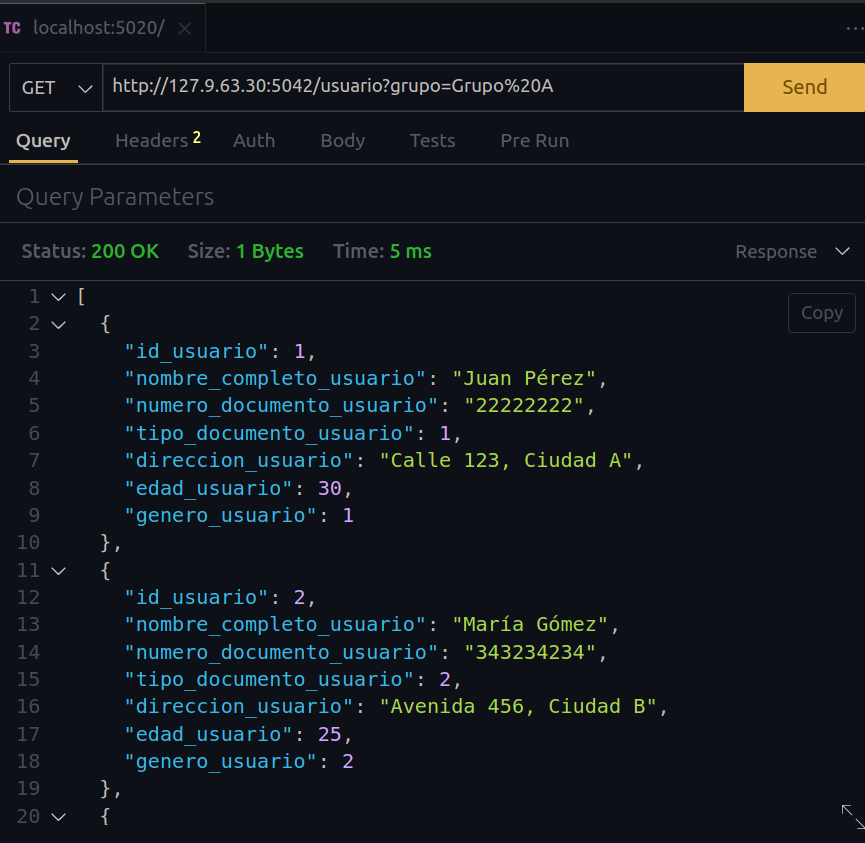 TC localhost:5020/
GET http://127.9.63.30:5042/usuario?grupo=Grupo%20A Send
Query Headers 2 Auth Body Tests Pre Run
Query Parameters
Status: 200 OK Size: 1 Bytes Time: 5 ms Response
Copy
1 [
2 {
3 "id_usuario": 1,
4 "nombre_completo_usuario": "Juan Pérez",
5 "numero_documento_usuario": "22222222",
6 "tipo_documento_usuario": 1,
7 "direccion_usuario": "Calle 123, Ciudad A",
8 "edad_usuario": 30,
9 "genero_usuario": 1
10 },
11 {
12 "id_usuario": 2,
13 "nombre_completo_usuario": "María Gómez",
14 "numero_documento_usuario": "343234234",
15 "tipo_documento_usuario": 2,
16 "direccion_usuario": "Avenida 456, Ciudad B",
17 "edad_usuario": 25,
18 "genero_usuario": 2
19 },
20 {